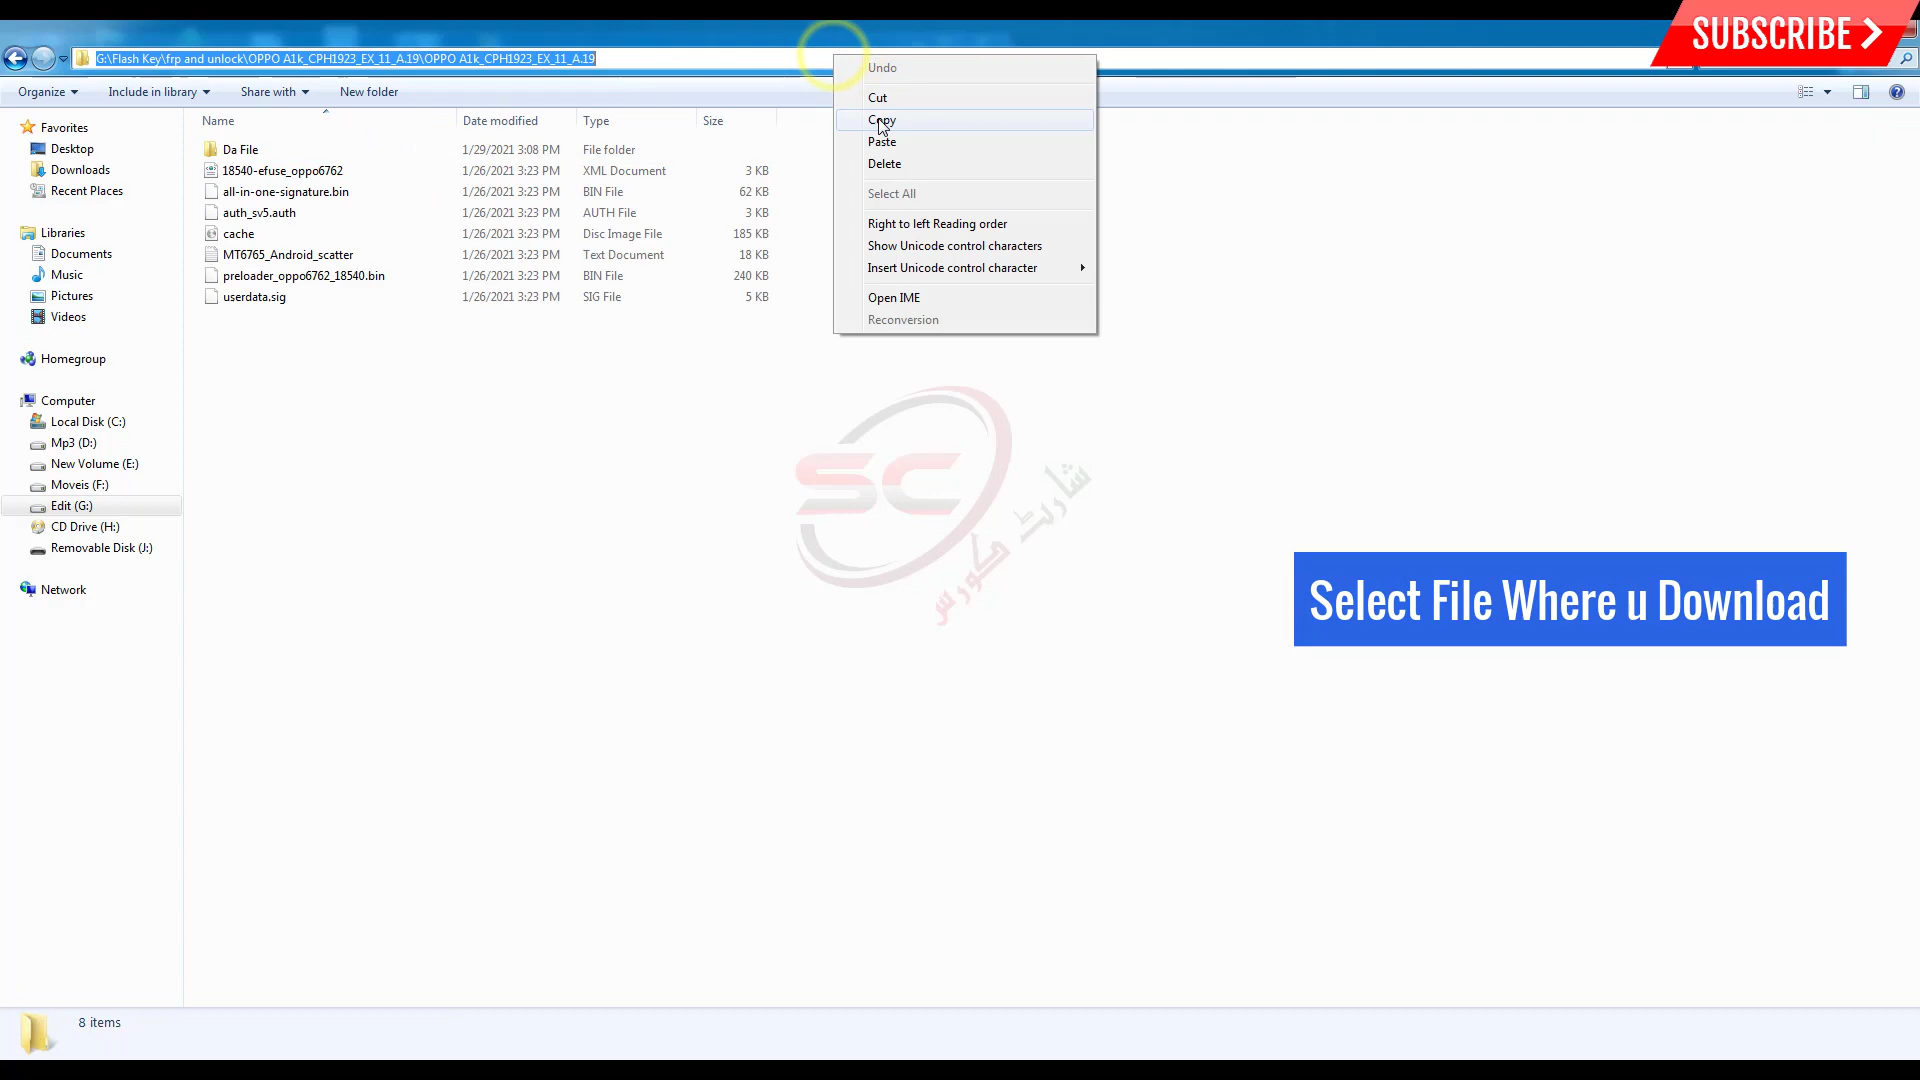 SUBSCRIBE
G:\Flash Key\frp and unlock\OPPO A1k_CPH1923_EX_11_A.19\OPPO A1k_CPH1923_EX_11_A.19
Organize Include in library Share with New folder
Favorites
Desktop
Downloads
Recent Places
Libraries
Documents
Music
Pictures
Videos
Homegroup
Computer
Local Disk (C:)
Mp3 (D:)
New Volume (E:)
Moveis (F:)
Edit (G:)
CD Drive (H:)
Removable Disk (J:)
Network
Name Date modified Type Size
Da File 1/29/2021 3:08 PM File folder
18540-efuse_oppo6762 1/26/2021 3:23 PM XML Document 3 KB
all-in-one-signature.bin 1/26/2021 3:23 PM BIN File 62 KB
auth_sv5.auth 1/26/2021 3:23 PM AUTH File 3 KB
cache 1/26/2021 3:23 PM Disc Image File 185 KB
MT6765_Android_scatter 1/26/2021 3:23 PM Text Document 18 KB
preloader_oppo6762_18540.bin 1/26/2021 3:23 PM BIN File 240 KB
userdata.sig 1/26/2021 3:23 PM SIG File 5 KB
Undo
Cut
Copy
Paste
Delete
Select All
Right to left Reading order
Show Unicode control characters
Insert Unicode control character
Open IME
Reconversion
SC
شارٹ کورس
Select File Where u Download
8 items